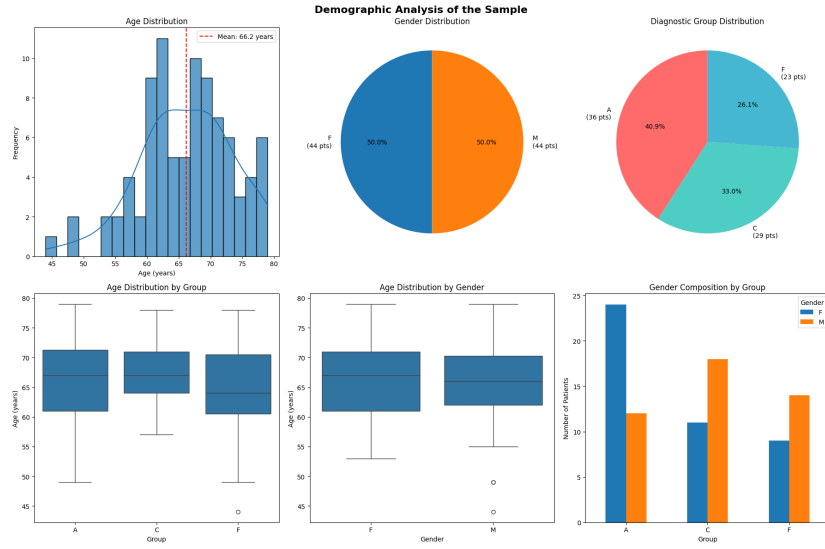 Demographic Analysis of the Sample
Age Distribution
Mean: 66.2 years
10
8
6
4
2
0
Frequency
45
50
55
60
65
70
75
80
Age (years)
Gender Distribution
F
(44 pts)
50.0%
50.0%
M
(44 pts)
Diagnostic Group Distribution
F
(23 pts)
26.1%
A
(36 pts)
40.9%
33.0%
C
(29 pts)
Age Distribution by Group
80
75
70
65
60
55
50
45
Age (years)
A
C
F
Group
Age Distribution by Gender
80
75
70
65
60
55
50
45
Age (years)
F
M
Gender
Gender Composition by Group
Gender
F
M
25
20
15
10
5
0
Number of Patients
A
C
F
Group